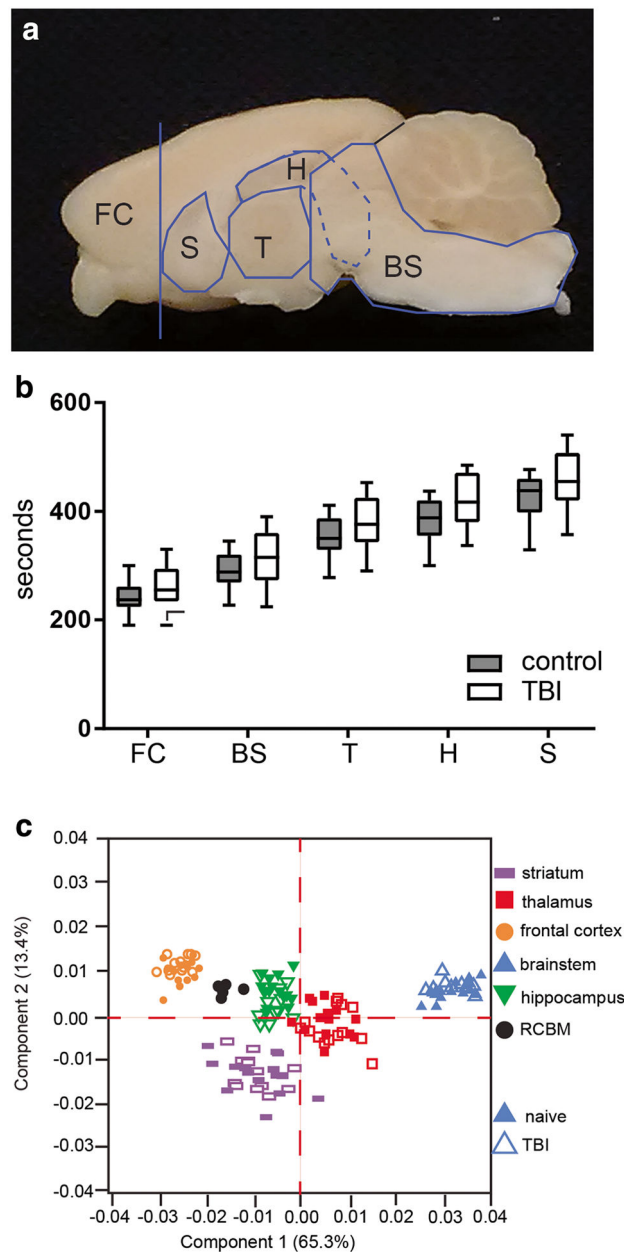 a
FC
S
T
H
BS
b
600
400
200
0
seconds
control
TBI
FC BS T H S
c
0.04
0.03
0.02
0.01
0.00
-0.01
-0.02
-0.03
-0.04
Component 2 (13.4%)
-0.04 -0.03 -0.02 -0.01 0.00 0.01 0.02 0.03 0.04
Component 1 (65.3%)
striatum
thalamus
frontal cortex
brainstem
hippocampus
RCBM
naive
TBI